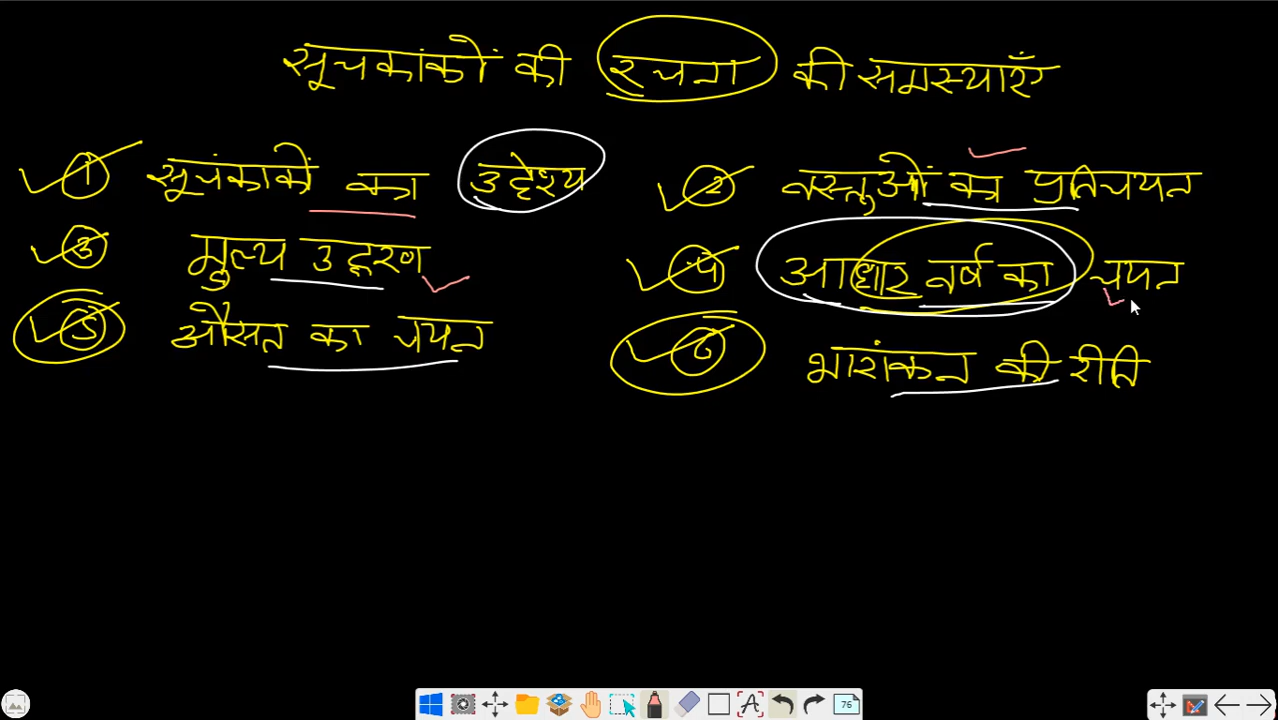 सूचकांकों की रचना की समस्याएँ
① सूचंकाकों का उद्देश्य
② वस्तुओं का प्रतिचयन
③ मुल्य उद्धरण
④ आधार वर्ष का चयन
⑤ औसत का चयन
⑥ भारांकन की रीति
76